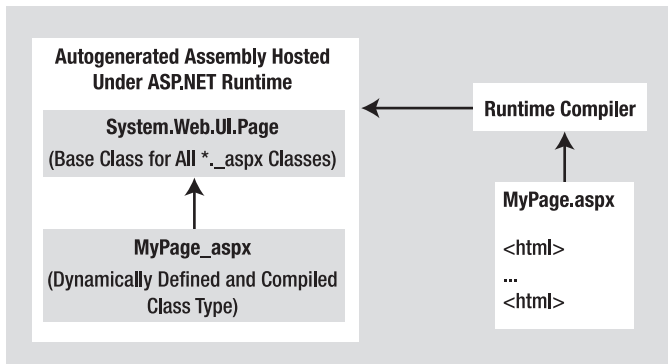 Autogenerated Assembly Hosted
Under ASP.NET Runtime
System.Web.UI.Page
(Base Class for All *._aspx Classes)
MyPage_aspx
(Dynamically Defined and Compiled
Class Type)
Runtime Compiler
MyPage.aspx
<html>
...
<html>